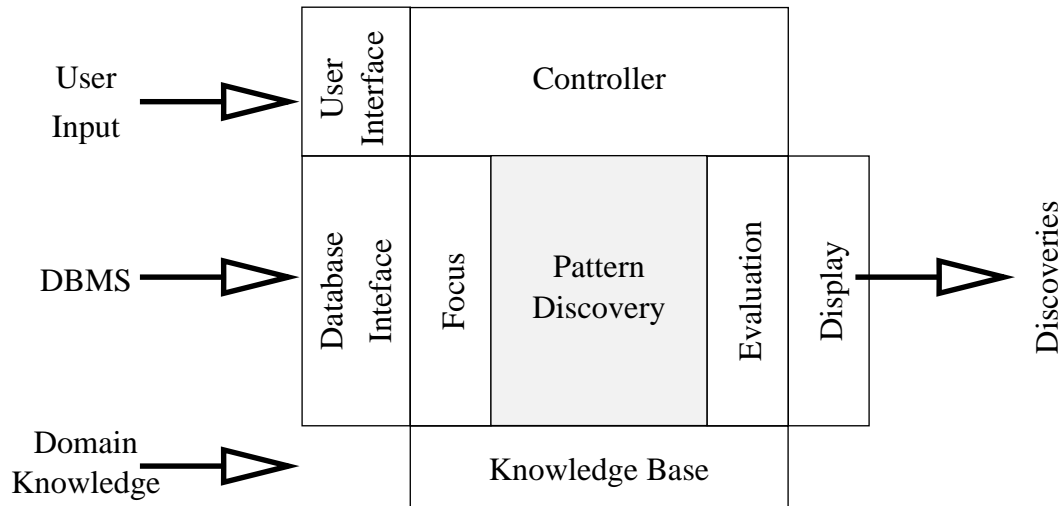 User
Input
User
Interface
Controller
DBMS
Database
Inteface
Focus
Pattern
Discovery
Evaluation
Display
Discoveries
Domain
Knowledge
Knowledge Base